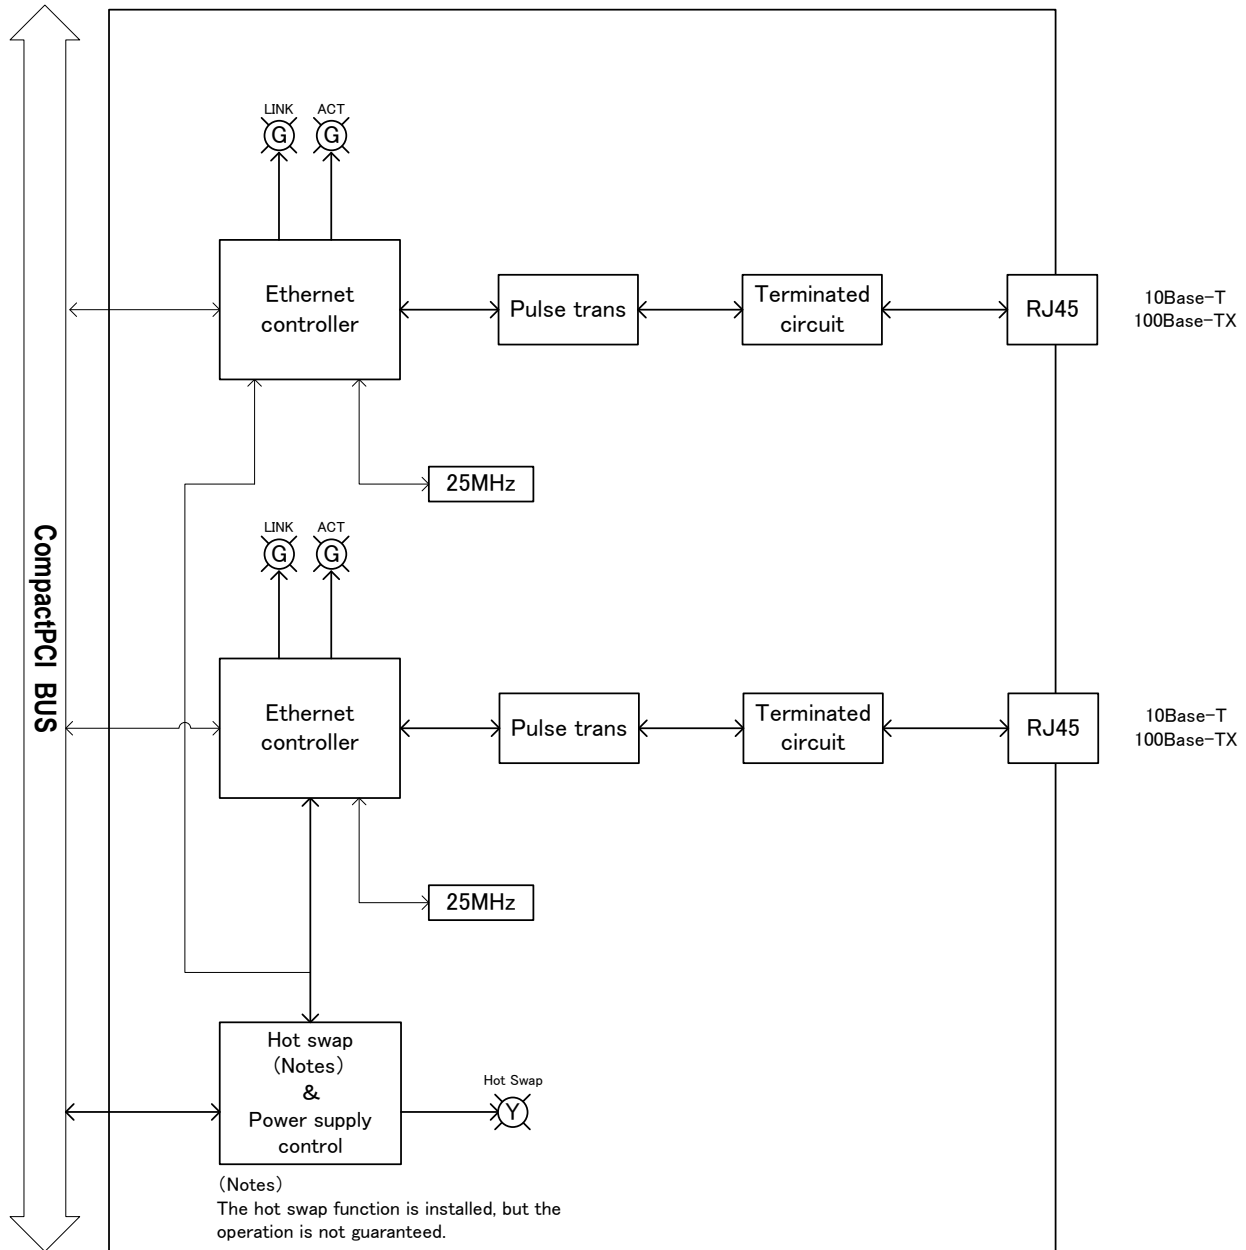 LINK ACT
G G
Ethernet
controller
Pulse trans
Terminated
circuit
RJ45
10Base-T
100Base-TX
25MHz
CompactPCI BUS
LINK ACT
G G
Ethernet
controller
Pulse trans
Terminated
circuit
RJ45
10Base-T
100Base-TX
25MHz
Hot swap
(Notes)
&
Power supply
control
Hot Swap
Y
(Notes)
The hot swap function is installed, but the
operation is not guaranteed.